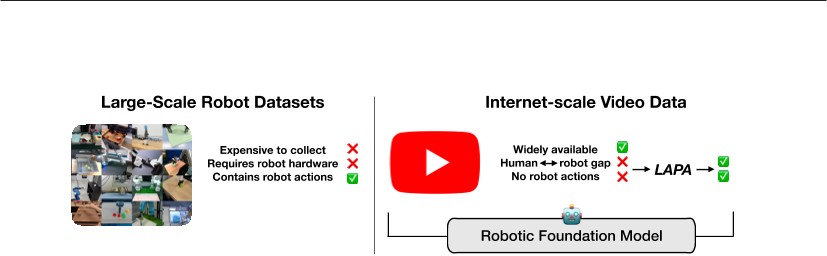 Large-Scale Robot Datasets
Expensive to collect ❌
Requires robot hardware ❌
Contains robot actions ✅
Internet-scale Video Data
Widely available ✅
Human ↔ robot gap ❌
No robot actions ❌
→ LAPA → ✅ ✅
Robotic Foundation Model